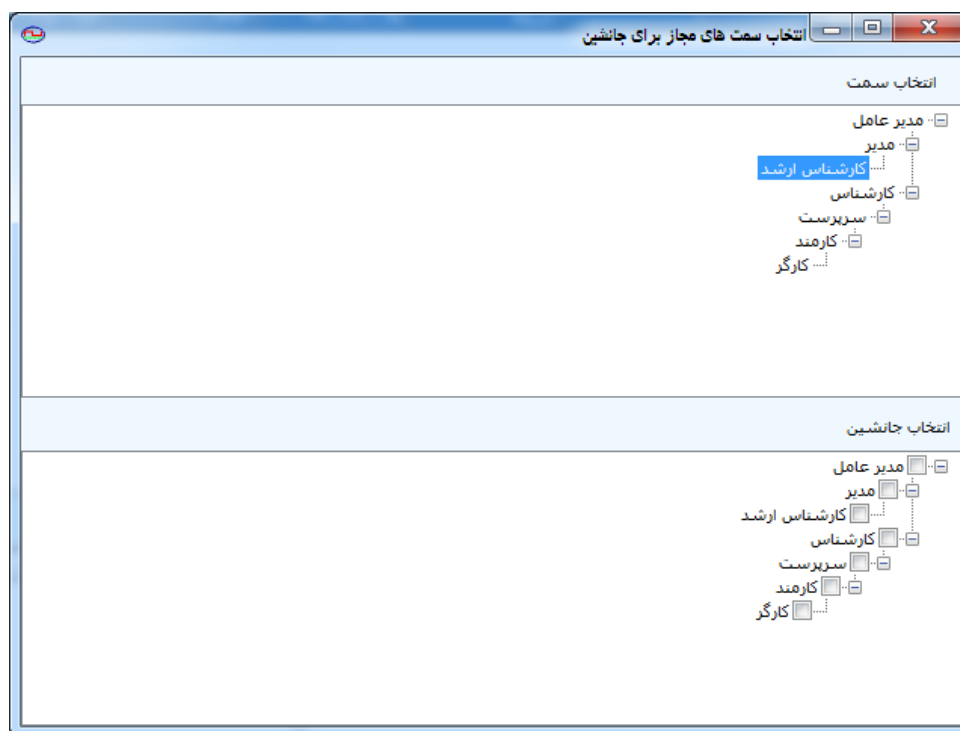 انتخاب سمت های مجاز برای جانشین
انتخاب سمت
مدیر عامل
مدیر
کارشناس ارشد
کارشناس
سرپرست
کارمند
کارگر
انتخاب جانشین
مدیر عامل
مدیر
کارشناس ارشد
کارشناس
سرپرست
کارمند
کارگر